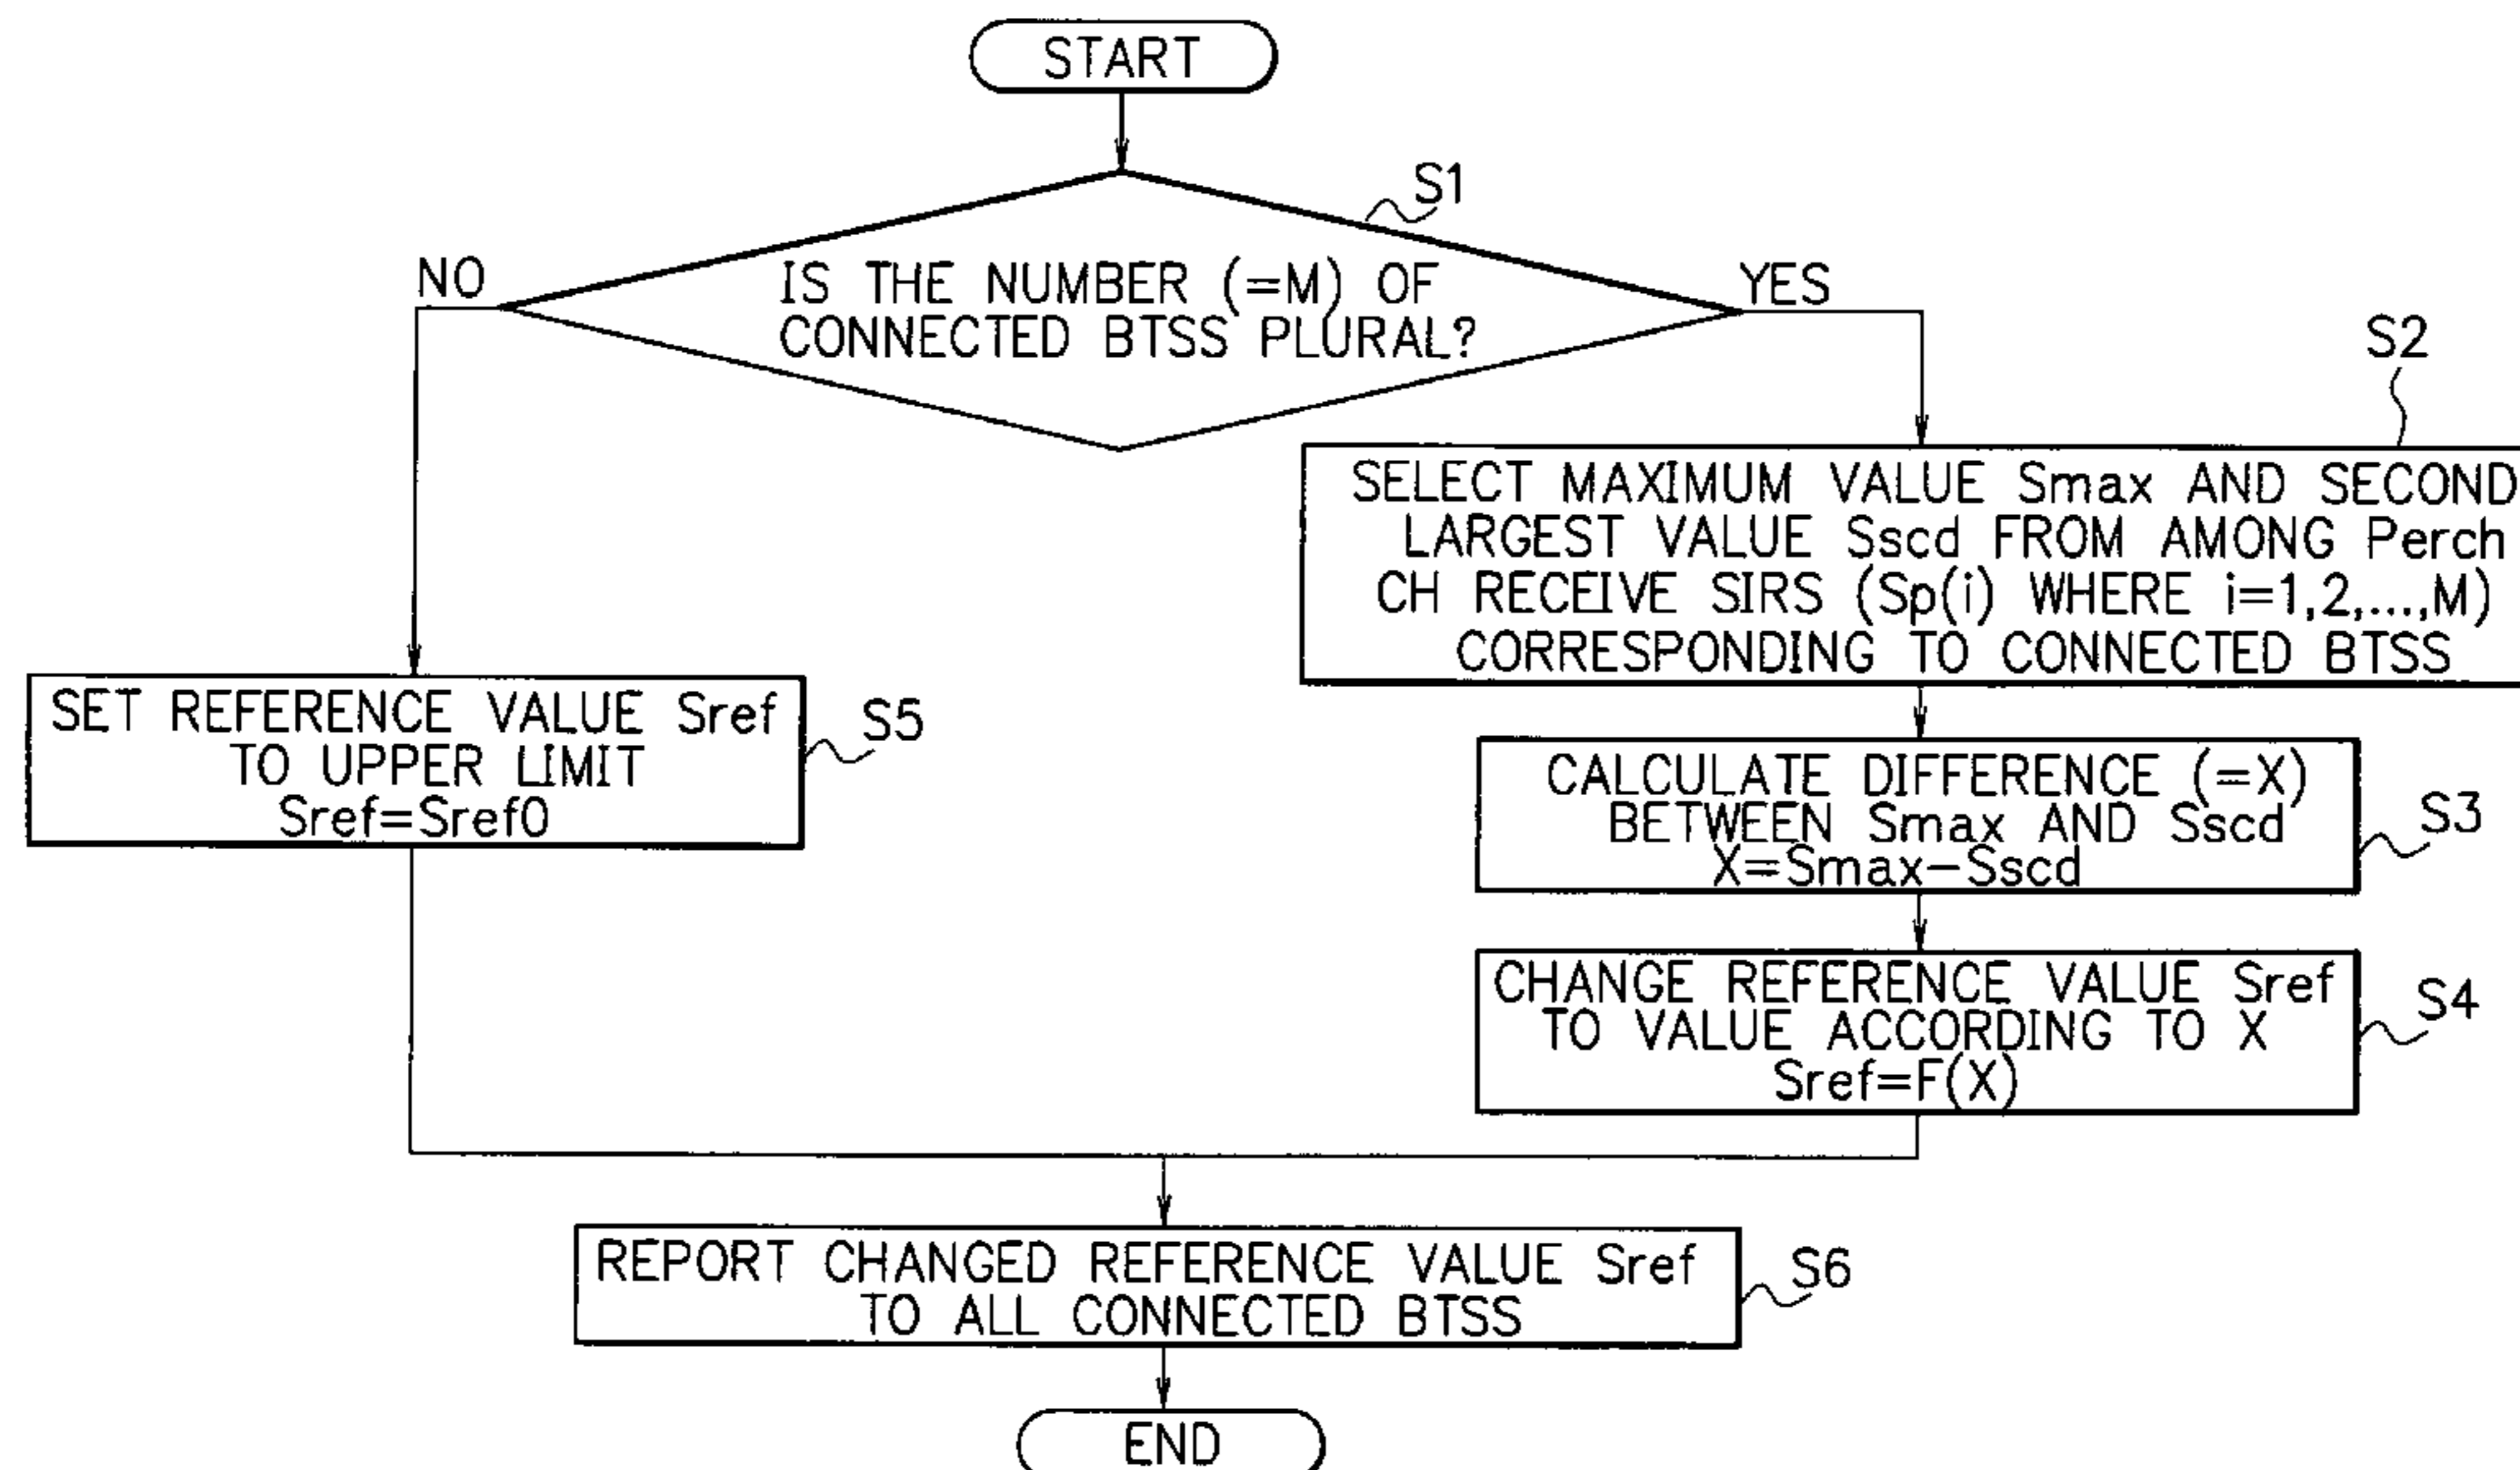 START
S1
IS THE NUMBER (=M) OF
CONNECTED BTSS PLURAL?
NO
YES
S2
SELECT MAXIMUM VALUE Smax AND SECOND
LARGEST VALUE Sscd FROM AMONG Perch
CH RECEIVE SIRS (Sp(i) WHERE i=1,2,...,M)
CORRESPONDING TO CONNECTED BTSS
SET REFERENCE VALUE Sref
TO UPPER LIMIT
Sref=Sref0
S5
CALCULATE DIFFERENCE (=X)
BETWEEN Smax AND Sscd
X=Smax-Sscd
S3
CHANGE REFERENCE VALUE Sref
TO VALUE ACCORDING TO X
Sref=F(X)
S4
REPORT CHANGED REFERENCE VALUE Sref
TO ALL CONNECTED BTSS
S6
END